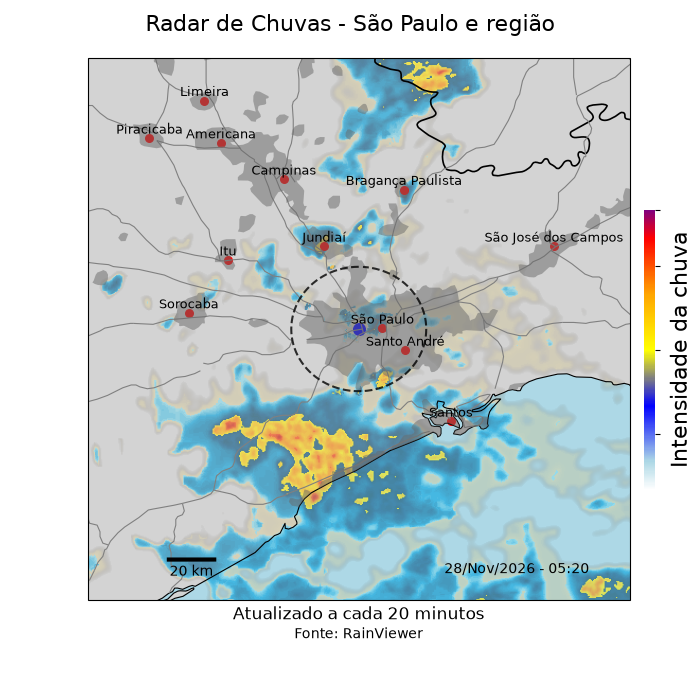 Radar de Chuvas - São Paulo e região
Limeira
Piracicaba
Americana
Campinas
Bragança Paulista
Jundiaí
São José dos Campos
Itu
Sorocaba
São Paulo
Santo André
Santos
Intensidade da chuva
20 km
28/Nov/2026 - 05:20
Atualizado a cada 20 minutos
Fonte: RainViewer